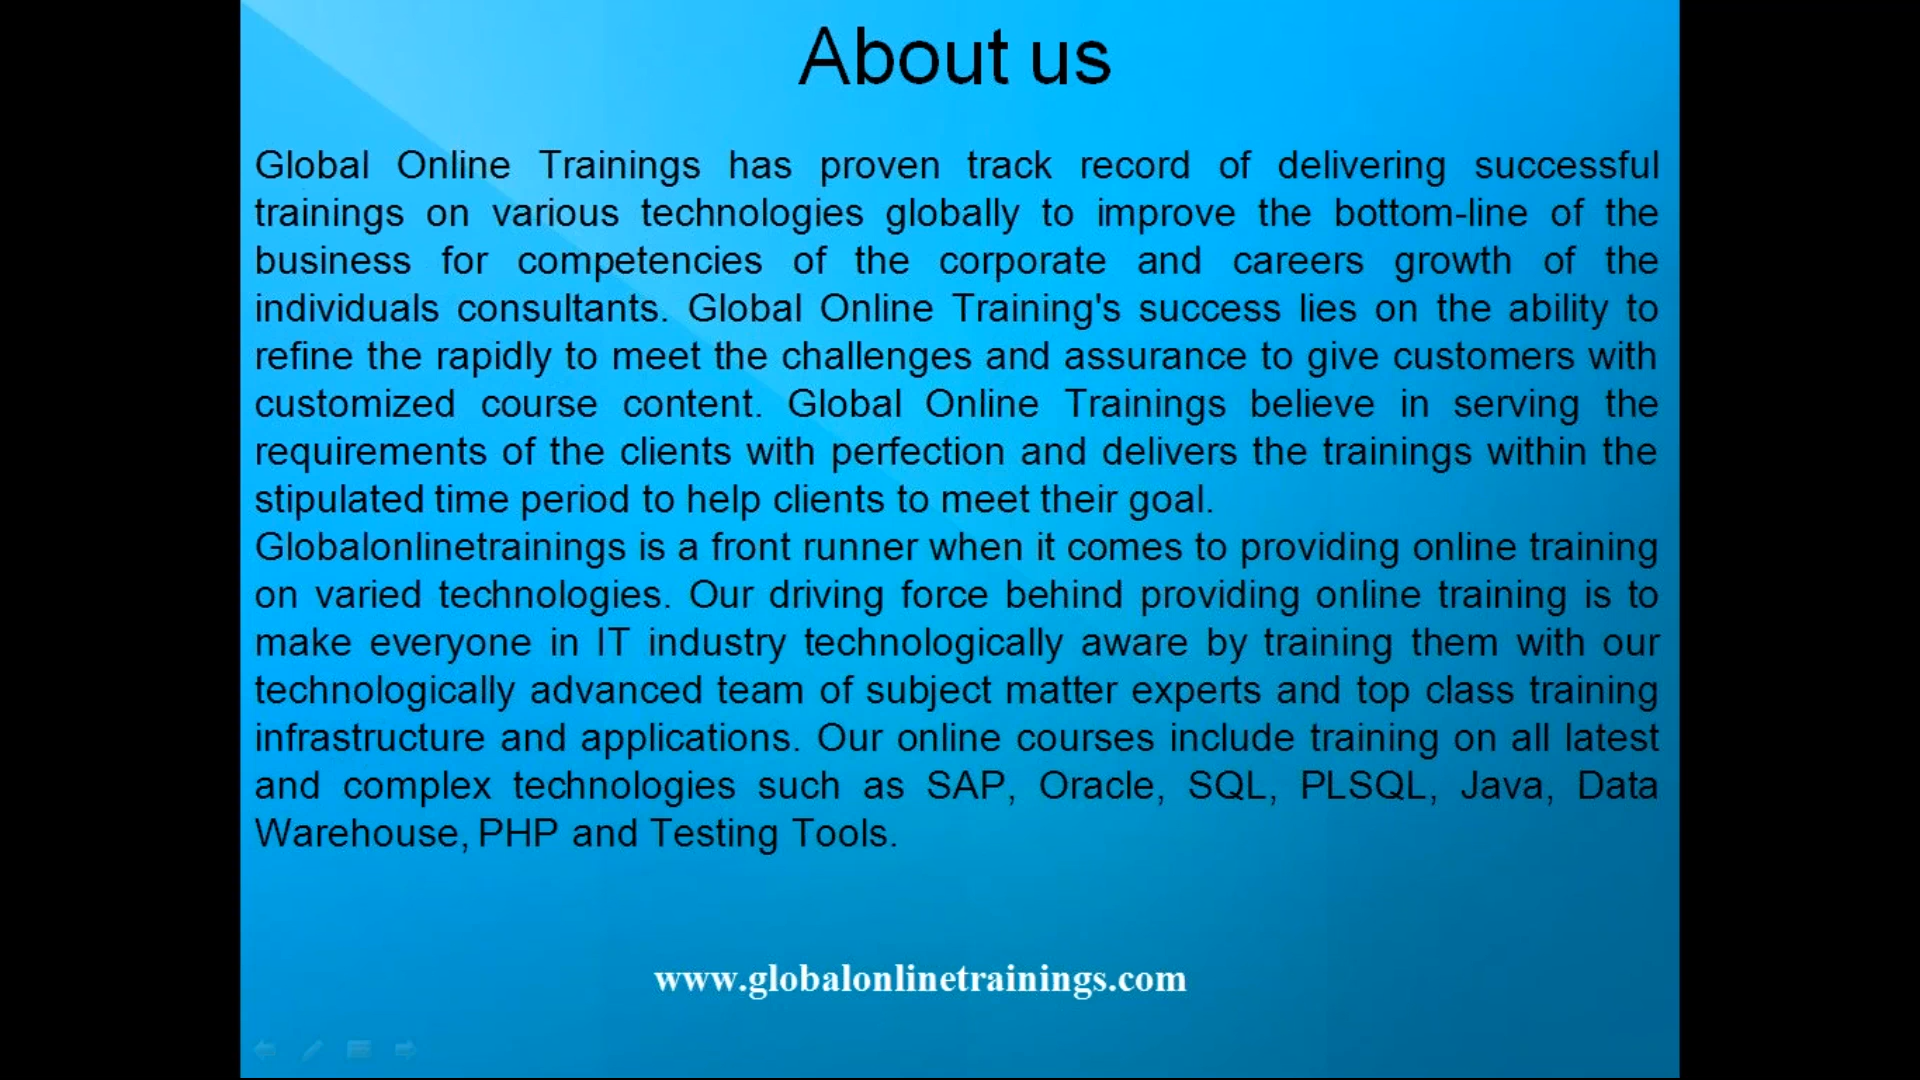 About us
Global Online Trainings has proven track record of delivering successful
trainings on various technologies globally to improve the bottom-line of the
business for competencies of the corporate and careers growth of the
individuals consultants. Global Online Training's success lies on the ability to
refine the rapidly to meet the challenges and assurance to give customers with
customized course content. Global Online Trainings believe in serving the
requirements of the clients with perfection and delivers the trainings within the
stipulated time period to help clients to meet their goal.
Globalonlinetrainings is a front runner when it comes to providing online training
on varied technologies. Our driving force behind providing online training is to
make everyone in IT industry technologically aware by training them with our
technologically advanced team of subject matter experts and top class training
infrastructure and applications. Our online courses include training on all latest
and complex technologies such as SAP, Oracle, SQL, PLSQL, Java, Data
Warehouse, PHP and Testing Tools.
www.globalonlinetrainings.com